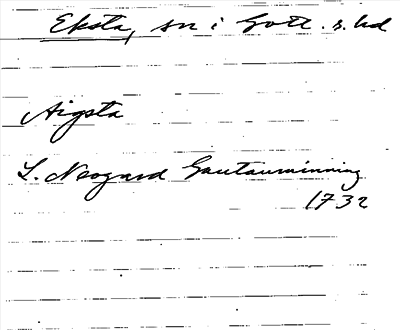 Eksta, sn i Gotl. s. hd
Aigsta
L. Neogard Gautauminning
1732